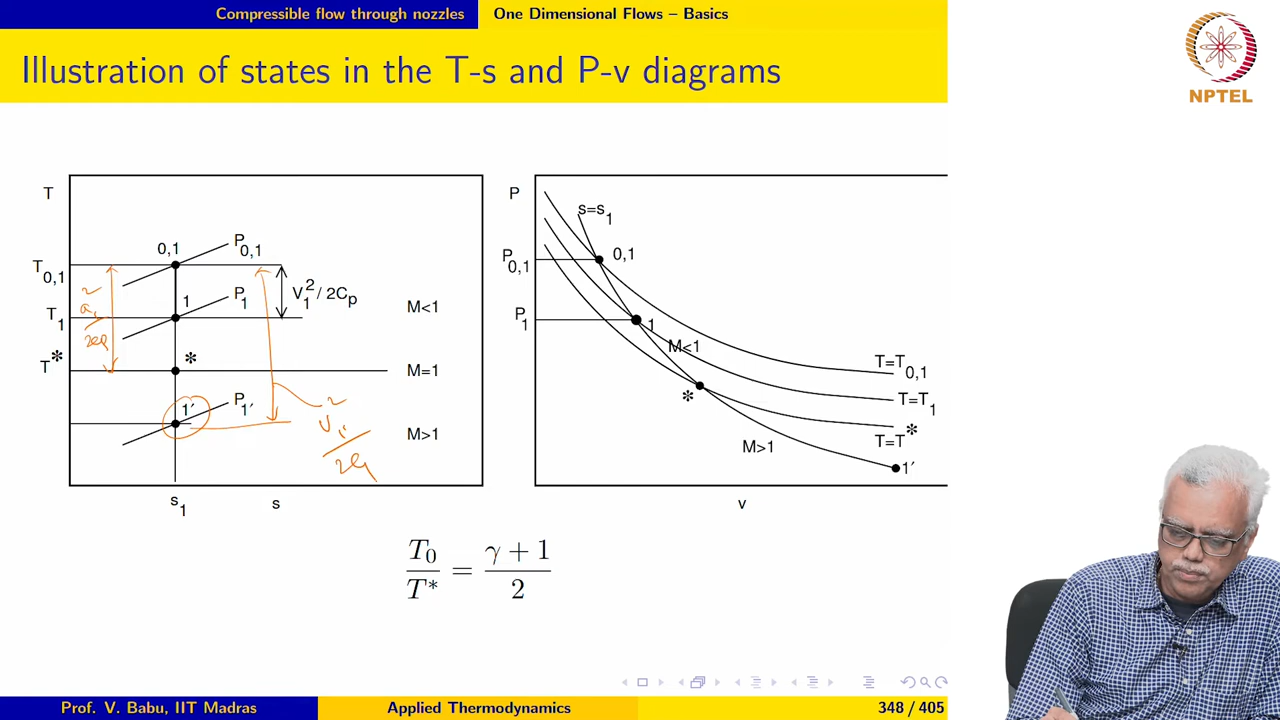 Compressible flow through nozzles One Dimensional Flows – Basics
Illustration of states in the T-s and P-v diagrams
NPTEL
T
0,1
P0,1
T0,1
V1²/2Cp
1
P1
T1
M<1
T*
*
M=1
1′
P1′
M>1
s1
s
P
s=s1
P0,1
0,1
P1
1
M<1
*
M>1
T=T0,1
T=T1
T=T*
1′
v
T0/T* = (γ + 1)/2
Prof. V. Babu, IIT Madras Applied Thermodynamics 348 / 405